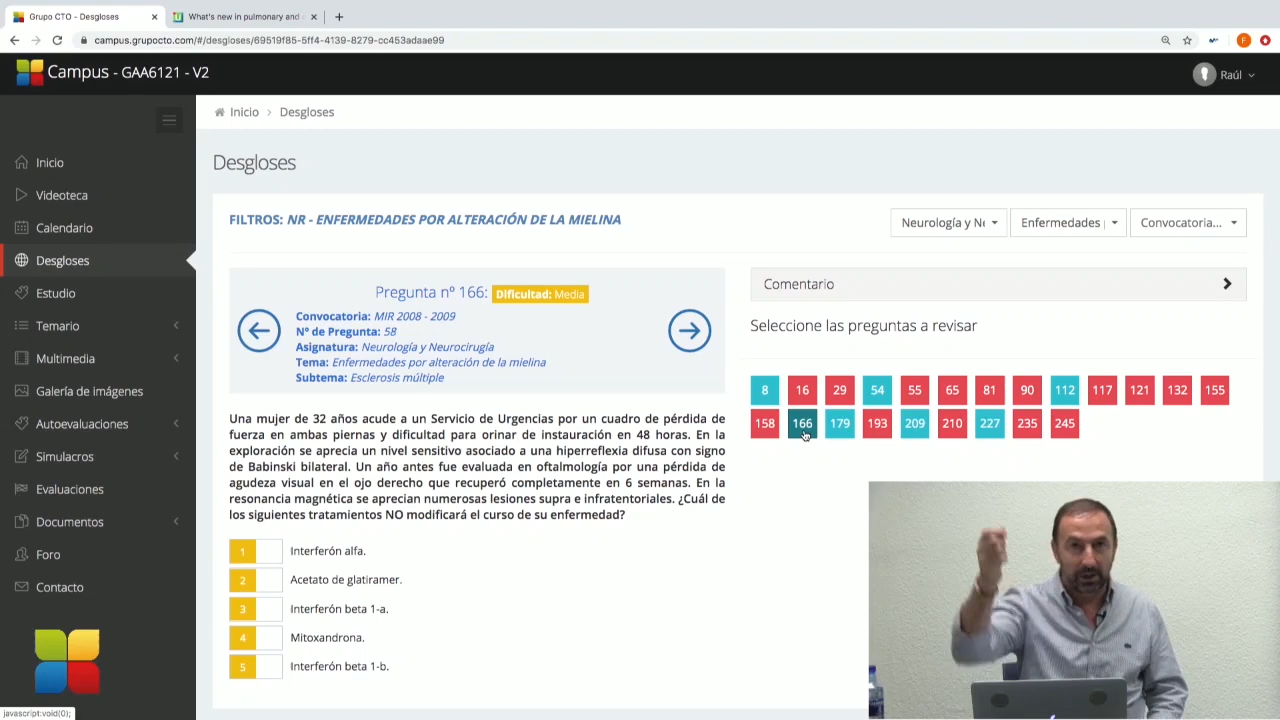 Grupo CTO - Desgloses
What's new in pulmonary and
campus.grupocto.com/#/desgloses/69519f85-5ff4-4139-8279-cc453adaae99
F
Campus - GAA6121 - V2
Raúl
Inicio
Videoteca
Calendario
Desgloses
Estudio
Temario
Multimedia
Galería de imágenes
Autoevaluaciones
Simulacros
Evaluaciones
Documentos
Foro
Contacto
javascript:void(0);
Inicio > Desgloses
Desgloses
FILTROS: NR - ENFERMEDADES POR ALTERACIÓN DE LA MIELINA
Neurología y Ne
Enfermedades
Convocatoria...
Pregunta nº 166: Dificultad: Media
Convocatoria: MIR 2008 - 2009
Nº de Pregunta: 58
Asignatura: Neurología y Neurocirugía
Tema: Enfermedades por alteración de la mielina
Subtema: Esclerosis múltiple
Una mujer de 32 años acude a un Servicio de Urgencias por un cuadro de pérdida de
fuerza en ambas piernas y dificultad para orinar de instauración en 48 horas. En la
exploración se aprecia un nivel sensitivo asociado a una hiperreflexia difusa con signo
de Babinski bilateral. Un año antes fue evaluada en oftalmología por una pérdida de
agudeza visual en el ojo derecho que recuperó completamente en 6 semanas. En la
resonancia magnética se aprecian numerosas lesiones supra e infratentoriales. ¿Cuál de
los siguientes tratamientos NO modificará el curso de su enfermedad?
1 Interferón alfa.
2 Acetato de glatiramer.
3 Interferón beta 1-a.
4 Mitoxandrona.
5 Interferón beta 1-b.
Comentario
Seleccione las preguntas a revisar
8 16 29 54 55 65 81 90 112 117 121 132 155
158 166 179 193 209 210 227 235 245